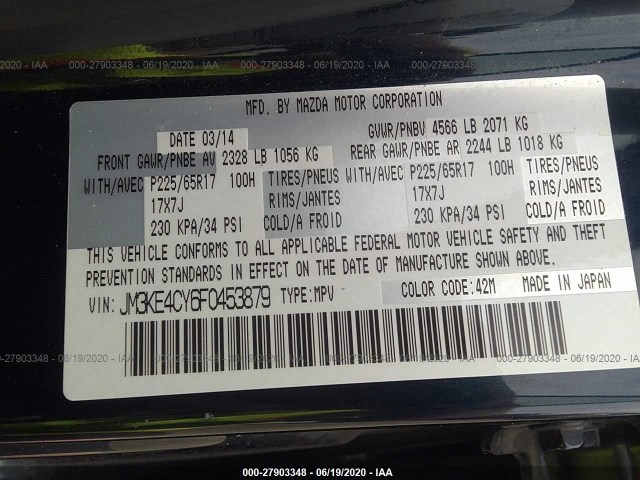 MFD. BY MAZDA MOTOR CORPORATION
DATE 03/14 GVWR/PNBV 4566 LB 2071 KG
FRONT GAWR/PNBE AV 2328 LB 1056 KG REAR GAWR/PNBE AR 2244 LB 1018 KG
WITH/AVEC P225/65R17 100H TIRES/PNEUS WITH/AVEC P225/65R17 100H TIRES/PNEUS
17X7J RIMS/JANTES 17X7J RIMS/JANTES
230 KPA/34 PSI COLD/A FROID 230 KPA/34 PSI COLD/A FROID
THIS VEHICLE CONFORMS TO ALL APPLICABLE FEDERAL MOTOR VEHICLE SAFETY AND THEFT
PREVENTION STANDARDS IN EFFECT ON THE DATE OF MANUFACTURE SHOWN ABOVE.
VIN: JM3KE4CY6F0453879 TYPE:MPV COLOR CODE:42M MADE IN JAPAN
000-27903348 - 06/19/2020 - IAA